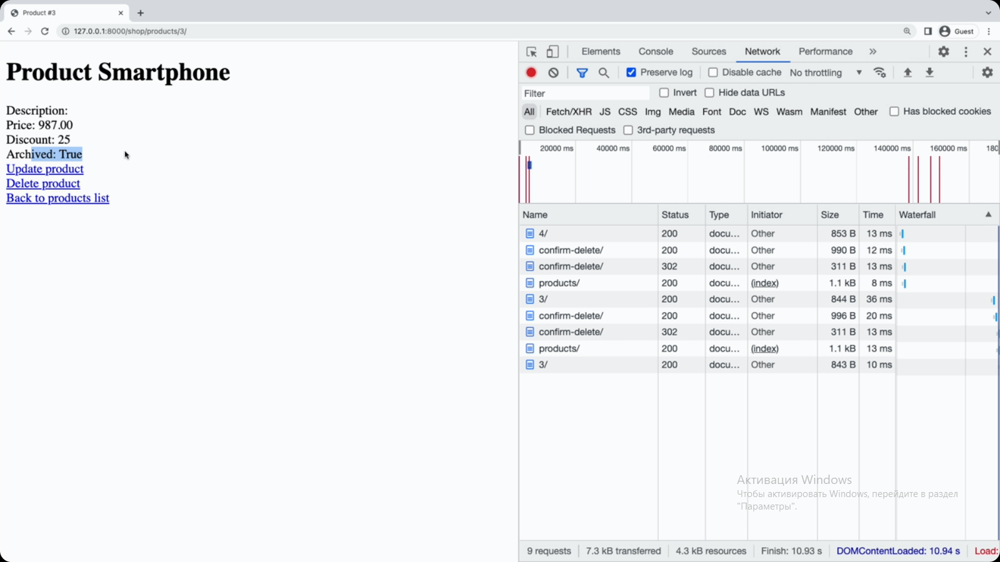 Product #3
127.0.0.1:8000/shop/products/3/
Guest
Product Smartphone
Description:
Price: 987.00
Discount: 25
Archived: True
Update product
Delete product
Back to products list
Elements Console Sources Network Performance
Preserve log Disable cache No throttling
Filter Invert Hide data URLs
All Fetch/XHR JS CSS Img Media Font Doc WS Wasm Manifest Other Has blocked cookies
Blocked Requests 3rd-party requests
20000 ms 40000 ms 60000 ms 80000 ms 100000 ms 120000 ms 140000 ms 160000 ms 180
Name Status Type Initiator Size Time Waterfall
4/ 200 docu... Other 853 B 13 ms
confirm-delete/ 200 docu... Other 990 B 12 ms
confirm-delete/ 302 docu... Other 311 B 13 ms
products/ 200 docu... (index) 1.1 kB 8 ms
3/ 200 docu... Other 844 B 36 ms
confirm-delete/ 200 docu... Other 996 B 20 ms
confirm-delete/ 302 docu... Other 311 B 13 ms
products/ 200 docu... (index) 1.1 kB 13 ms
3/ 200 docu... Other 843 B 10 ms
Активация Windows
Чтобы активировать Windows, перейдите в раздел
"Параметры".
9 requests 7.3 kB transferred 4.3 kB resources Finish: 10.93 s DOMContentLoaded: 10.94 s Load: